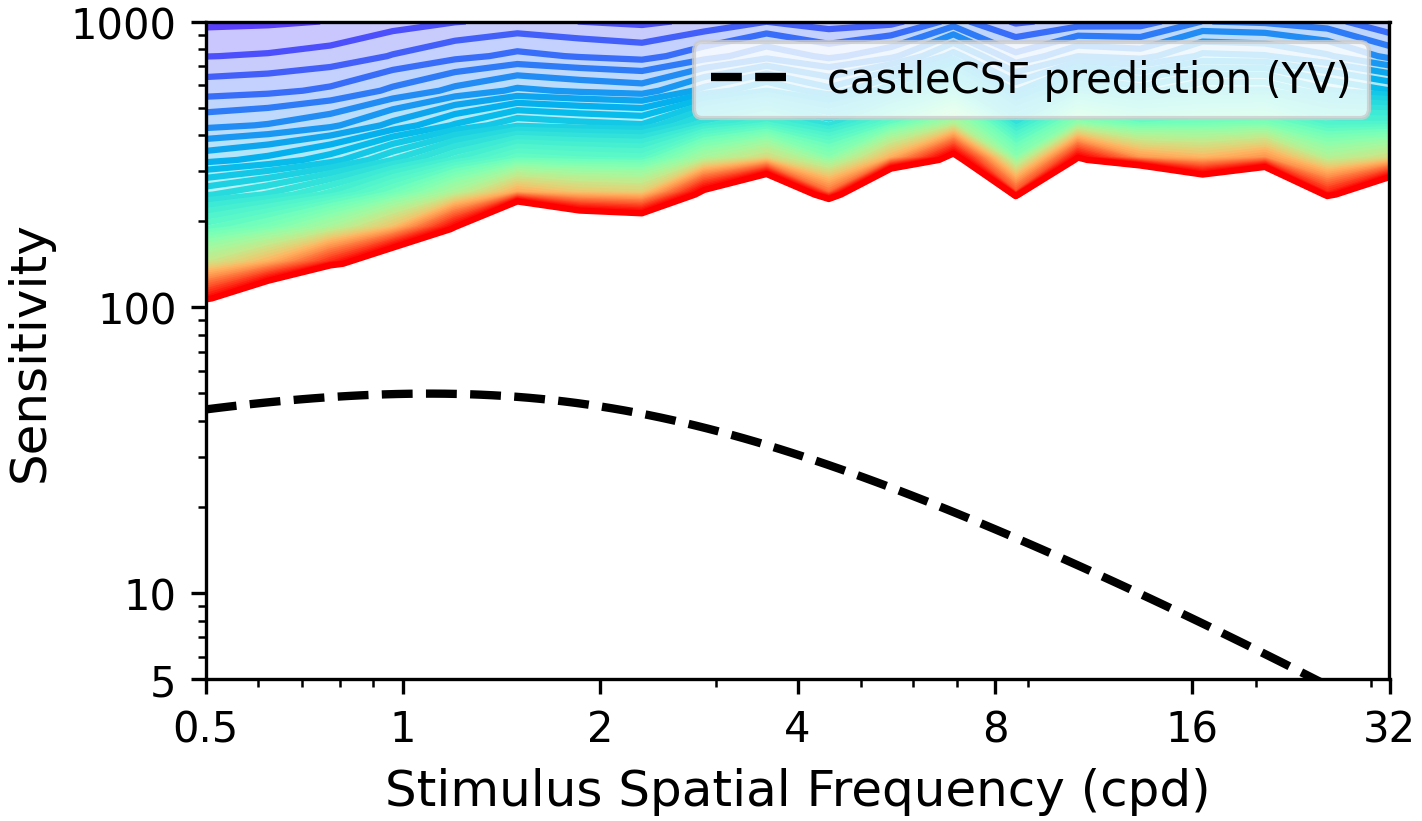 1000
castleCSF prediction (YV)
100
10
5
Sensitivity
0.5 1 2 4 8 16 32
Stimulus Spatial Frequency (cpd)